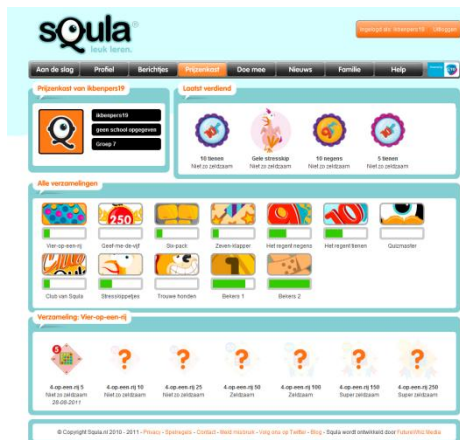 squla
leuk leren.
Ingelogd als: ikbenpers19 Uitloggen
Aan de slag Profiel Berichtjes Prijzenkast Doe mee Nieuws Familie Help
Prijzenkast van ikbenpers19
ikbenpers19
geen school opgegeven
Groep 7
Laatst verdiend
10 tienen Gele stresskip 10 negens 5 tienen
Niet zo zeldzaam Niet zo zeldzaam Niet zo zeldzaam Niet zo zeldzaam
Alle verzamelingen
250
Vier-op-een-rij Geef-me-de-vijf Six-pack Zeven-klapper Het regent negens Het regent tienen Quizmaster
1
Club van Squla Stresskippetjes Trouwe honden Bekers 1 Bekers 2
Verzameling: Vier-op-een-rij
5 ? ? ? ? ? ?
4-op-een-rij 5 4-op-een-rij 10 4-op-een-rij 25 4-op-een-rij 50 4-op-een-rij 100 4-op-een-rij 150 4-op-een-rij 250
Niet zo zeldzaam Niet zo zeldzaam Niet zo zeldzaam Zeldzaam Zeldzaam Super zeldzaam Super zeldzaam
28-06-2011
© Copyright Squla.nl 2010 - 2011 - Privacy - Spelregels - Contact - Meld misbruik - Volg ons op Twitter - Blog - Squla wordt ontwikkeld door FutureWhiz Media